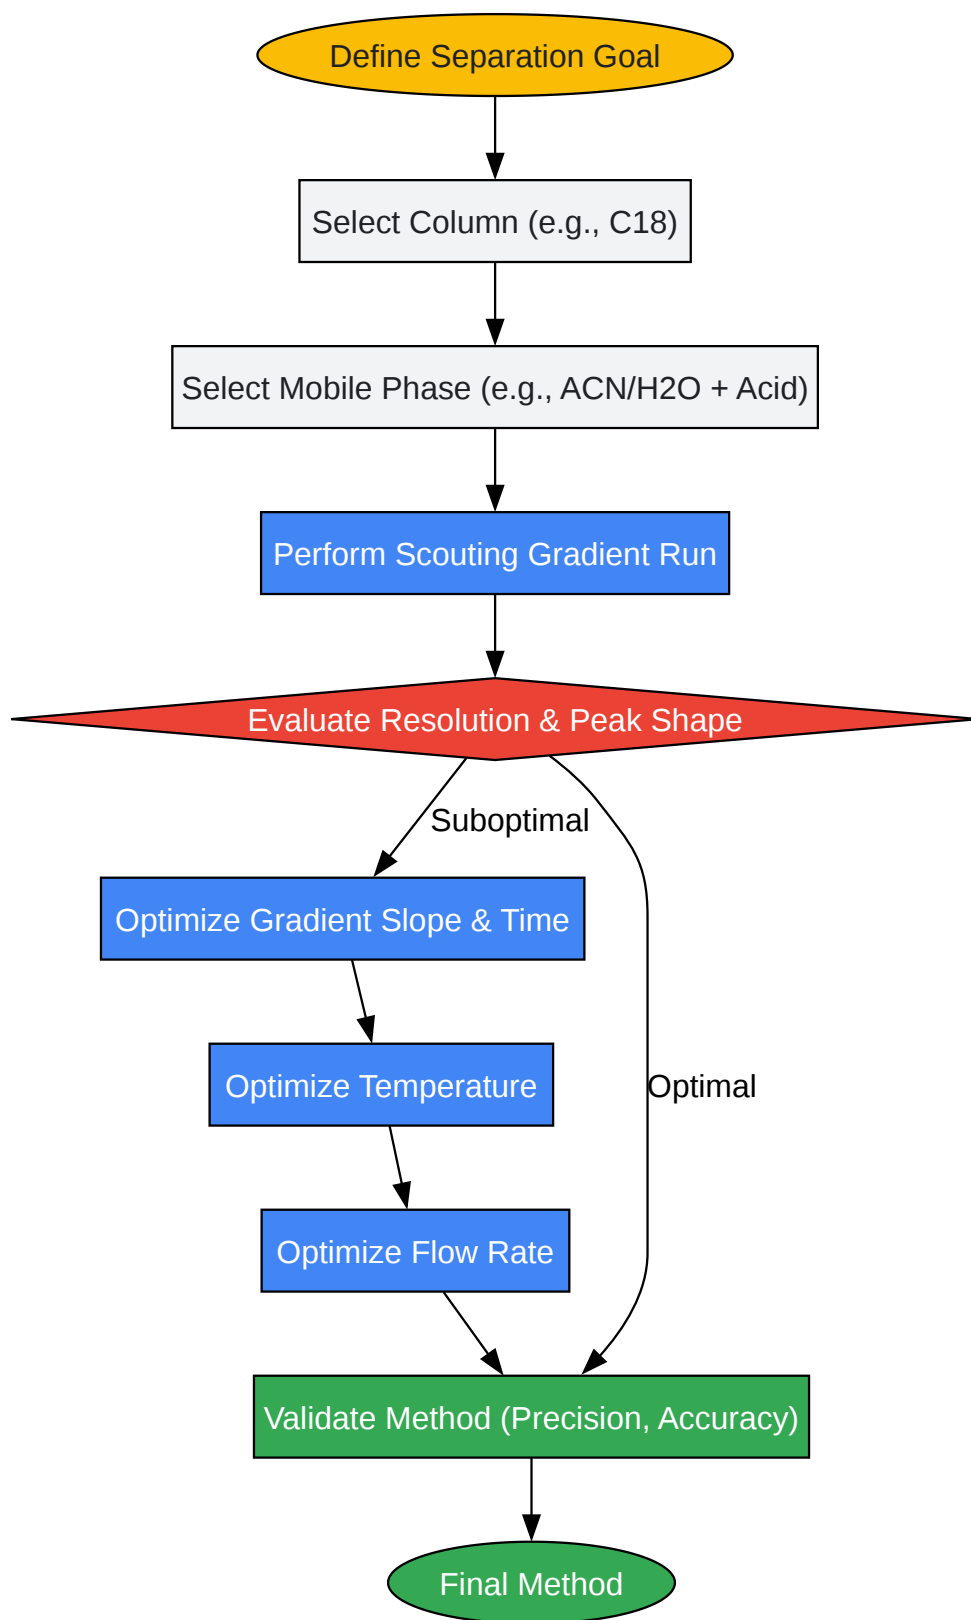 Define Separation Goal
Select Column (e.g., C18)
Select Mobile Phase (e.g., ACN/H2O + Acid)
Perform Scouting Gradient Run
Evaluate Resolution & Peak Shape
Suboptimal
Optimize Gradient Slope & Time
Optimize Temperature
Optimal
Optimize Flow Rate
Validate Method (Precision, Accuracy)
Final Method